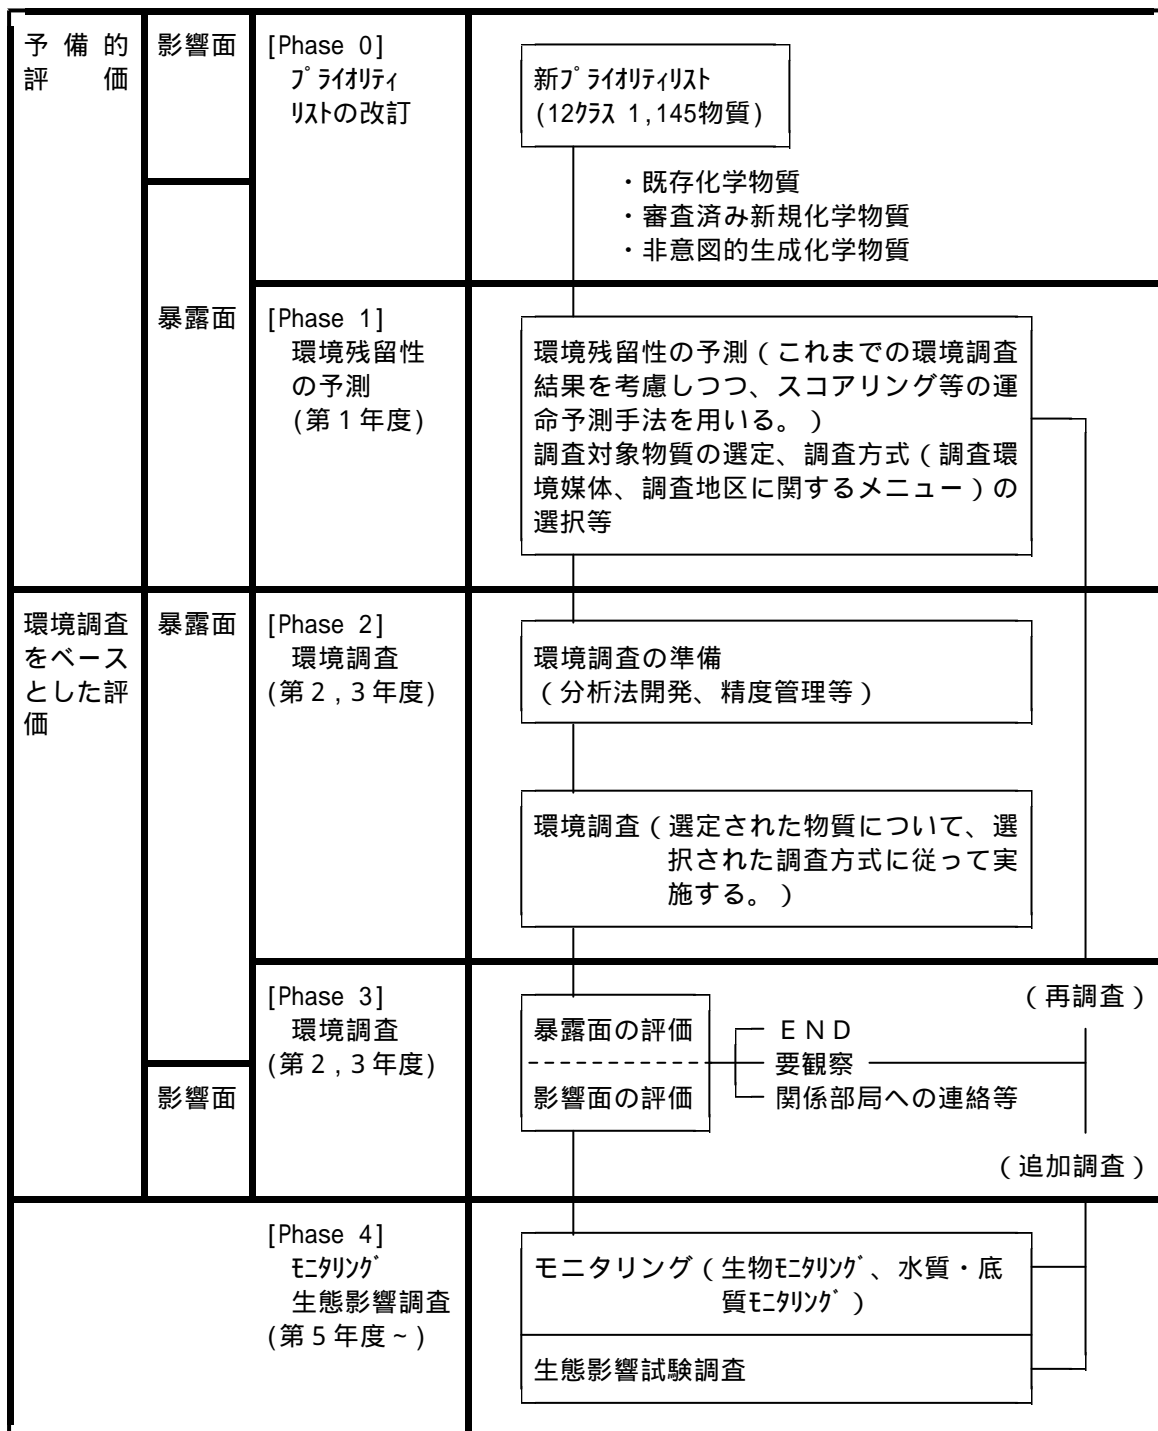 予備的
評価
影響面
[Phase 0]
ﾌﾟﾗｲｵﾘﾃｨ
ﾘｽﾄの改訂
新ﾌﾟﾗｲｵﾘﾃｨﾘｽﾄ
(12ｸﾗｽ 1,145物質)
・既存化学物質
・審査済み新規化学物質
・非意図的生成化学物質
暴露面
[Phase 1]
環境残留性
の予測
(第1年度)
環境残留性の予測（これまでの環境調査
結果を考慮しつつ、スコアリング等の運
命予測手法を用いる。）
調査対象物質の選定、調査方式（調査環
境媒体、調査地区に関するメニュー）の
選択等
環境調査
をベース
とした評
価
暴露面
[Phase 2]
環境調査
(第2,3年度)
環境調査の準備
（分析法開発、精度管理等）
環境調査（選定された物質について、選
択された調査方式に従って実
施する。）
[Phase 3]
環境調査
(第2,3年度)
影響面
暴露面の評価
影響面の評価
ＥＮＤ
要観察
関係部局への連絡等
（再調査）
（追加調査）
[Phase 4]
ﾓﾆﾀﾘﾝｸﾞ
生態影響調査
(第5年度~)
モニタリング（生物ﾓﾆﾀﾘﾝｸﾞ、水質・底
質ﾓﾆﾀﾘﾝｸﾞ）
生態影響試験調査